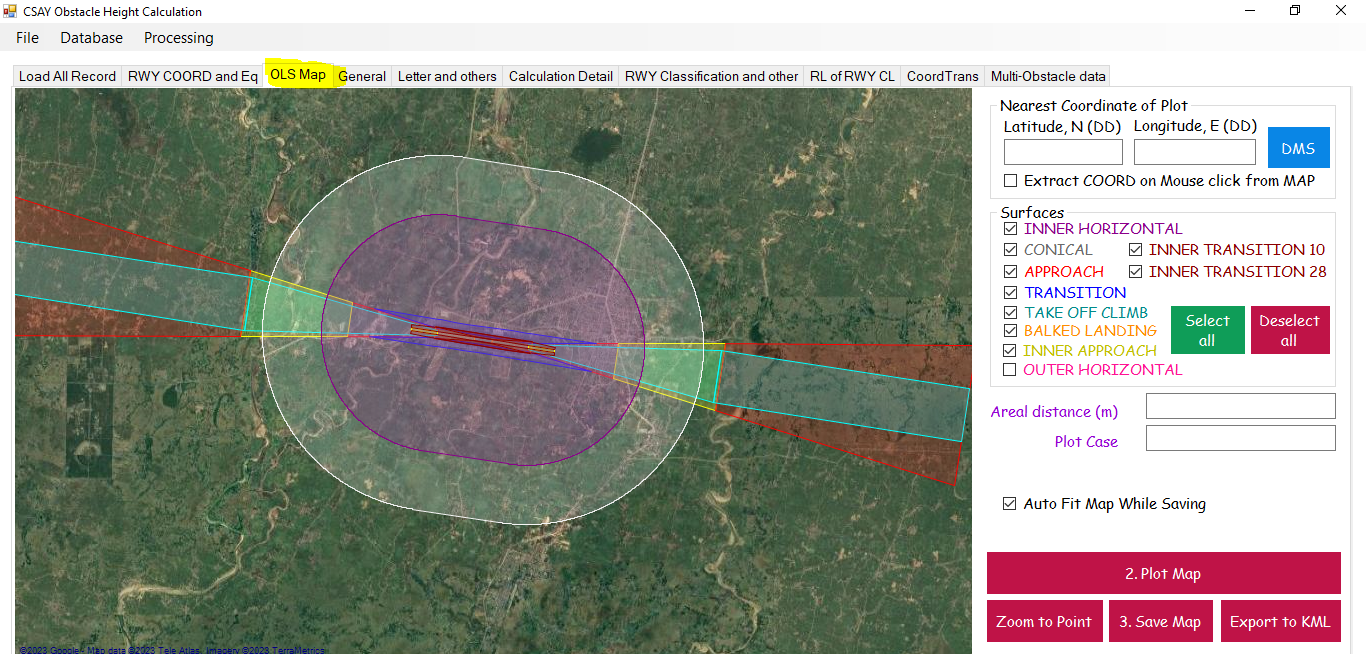 CSAY Obstacle Height Calculation
File Database Processing
Load All Record RWY COORD and Eq OLS Map General Letter and others Calculation Detail RWY Classification and other RL of RWY CL CoordTrans Multi-Obstacle data
Nearest Coordinate of Plot
Latitude, N (DD) Longitude, E (DD)
DMS
Extract COORD on Mouse click from MAP
Surfaces
INNER HORIZONTAL
CONICAL INNER TRANSITION 10
APPROACH INNER TRANSITION 28
TRANSITION
TAKE OFF CLIMB
BALKED LANDING
INNER APPROACH
OUTER HORIZONTAL
Select
all
Deselect
all
Areal distance (m)
Plot Case
Auto Fit Map While Saving
2. Plot Map
Zoom to Point 3. Save Map Export to KML
©2023 Google - Map data ©2023 Tele Atlas, Imagery ©2023 TerraMetrics